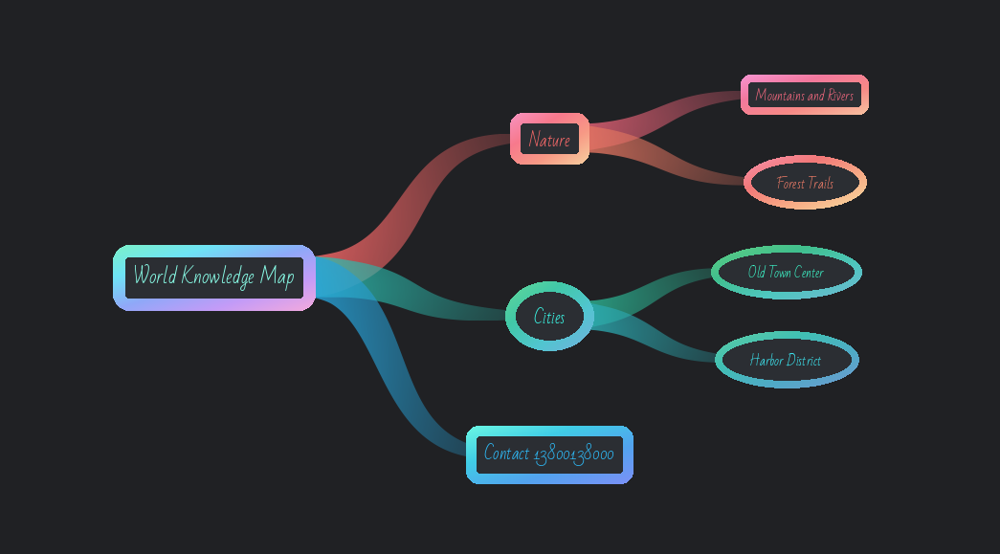 World Knowledge Map
Nature
Mountains and Rivers
Forest Trails
Cities
Old Town Center
Harbor District
Contact 13800138000